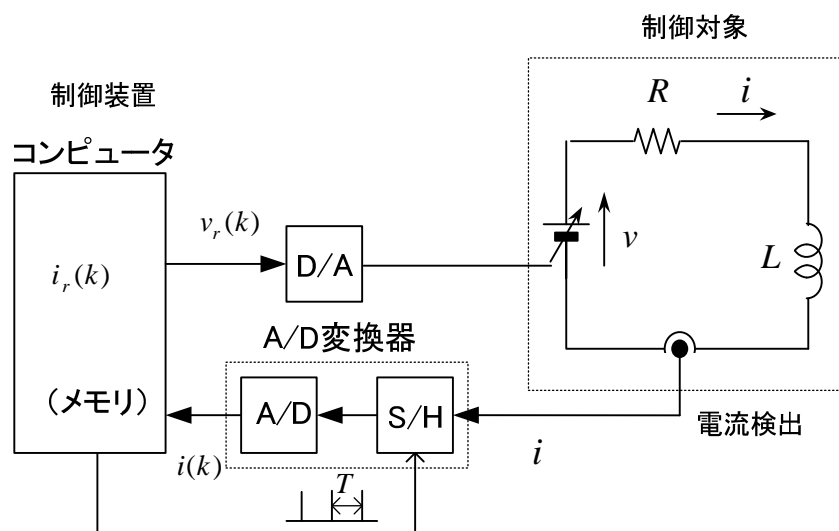 制御対象
制御装置
コンピュータ
R
i
v_r(k)
D/A
v
L
i_r(k)
A/D変換器
(メモリ)
A/D
S/H
電流検出
i(k)
i
T